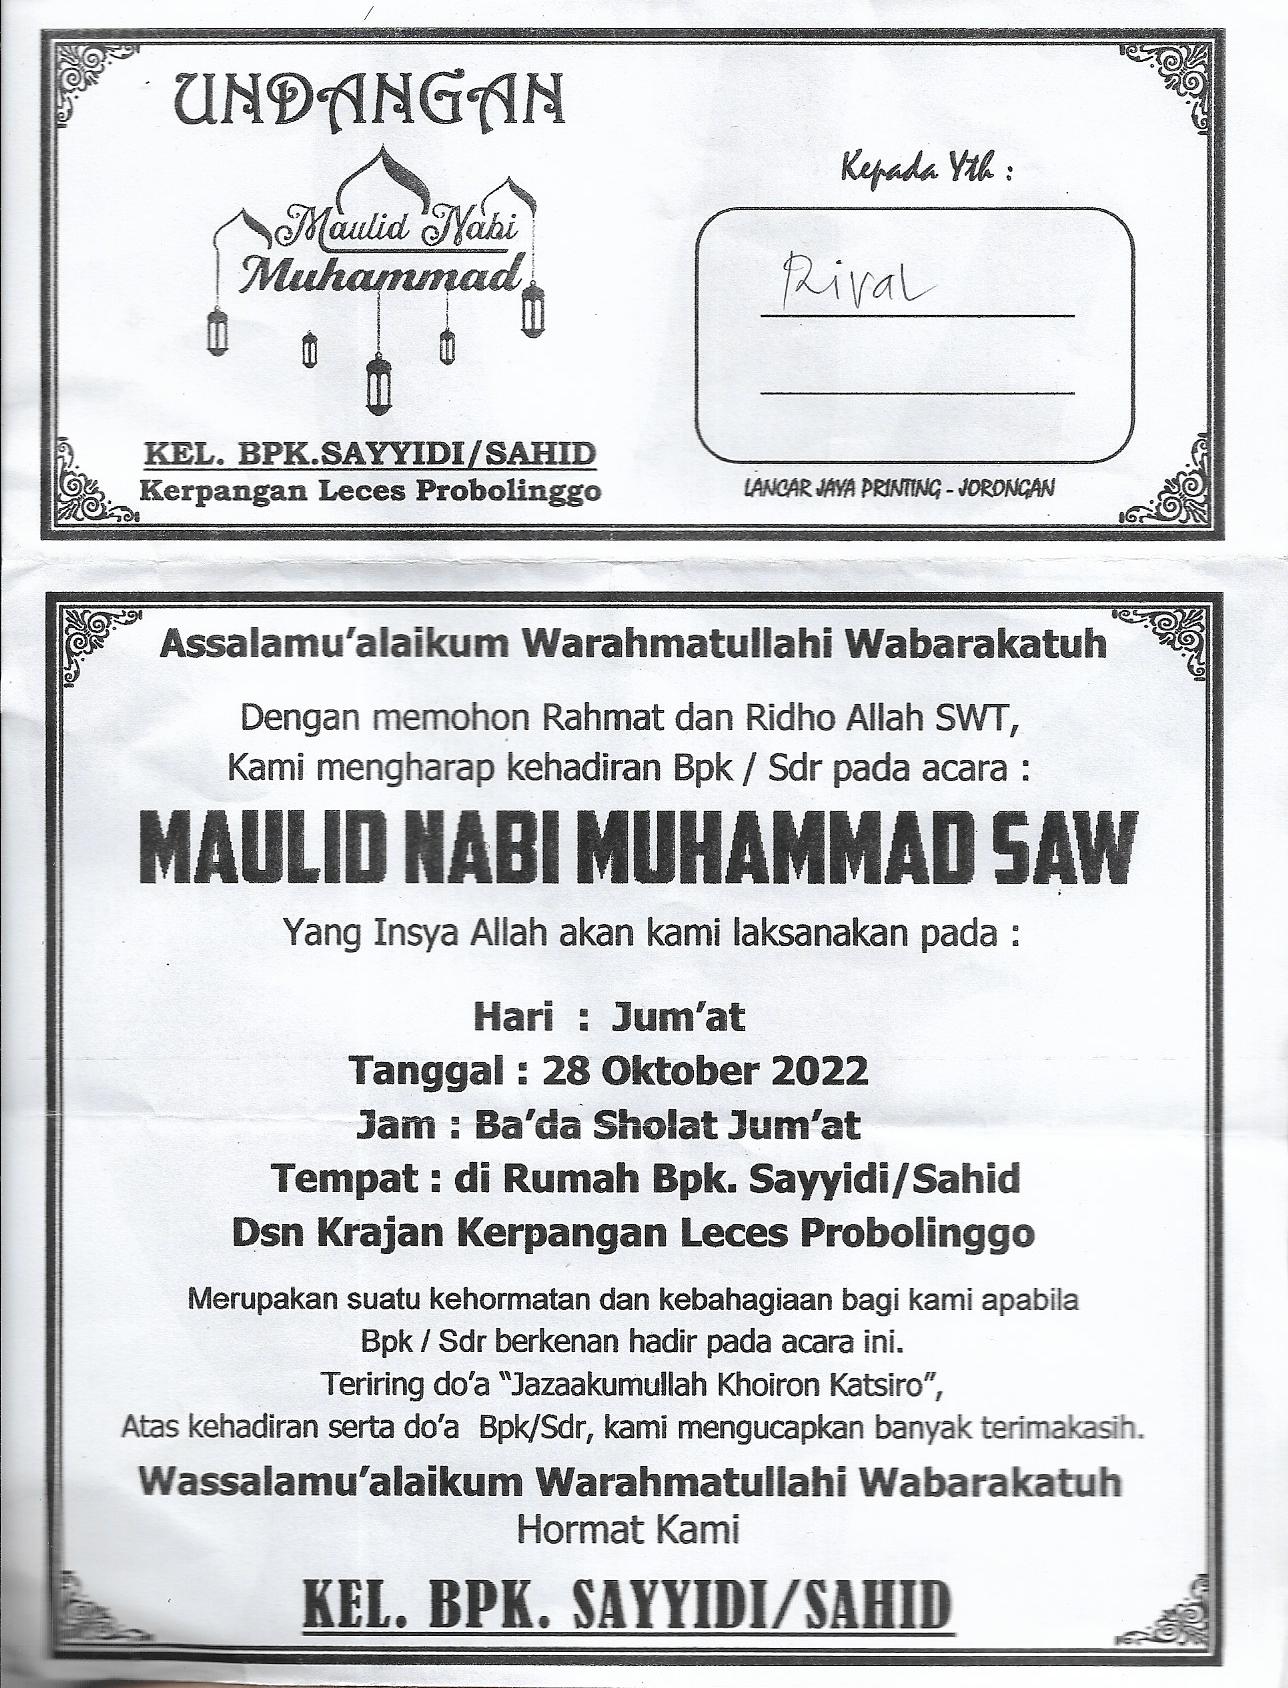 UNDANGAN
Maulid Nabi
Muhammad
KEL. BPK.SAYYIDI/SAHID
Kerpangan Leces Probolinggo
Kepada Yth :
Rival
LANCAR JAYA PRINTING - JORONGAN
Assalamu’alaikum Warahmatullahi Wabarakatuh
Dengan memohon Rahmat dan Ridho Allah SWT,
Kami mengharap kehadiran Bpk / Sdr pada acara :
MAULID NABI MUHAMMAD SAW
Yang Insya Allah akan kami laksanakan pada :
Hari : Jum’at
Tanggal : 28 Oktober 2022
Jam : Ba’da Sholat Jum’at
Tempat : di Rumah Bpk. Sayyidi/Sahid
Dsn Krajan Kerpangan Leces Probolinggo
Merupakan suatu kehormatan dan kebahagiaan bagi kami apabila
Bpk / Sdr berkenan hadir pada acara ini.
Teriring do’a “Jazaakumullah Khoiron Katsiro”,
Atas kehadiran serta do’a Bpk/Sdr, kami mengucapkan banyak terimakasih.
Wassalamu’alaikum Warahmatullahi Wabarakatuh
Hormat Kami
KEL. BPK. SAYYIDI/SAHID